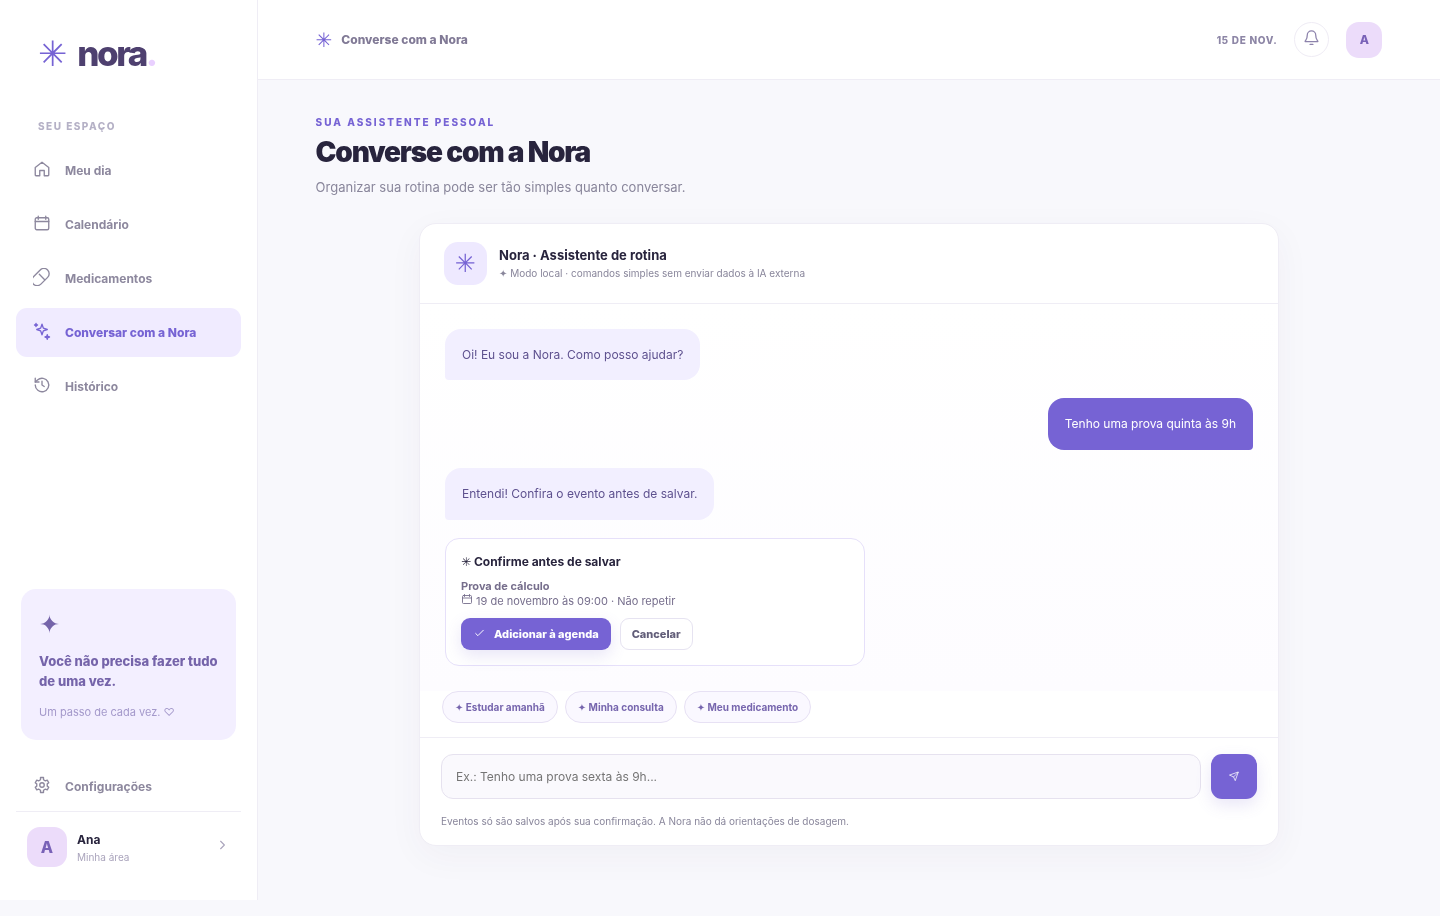 nora.
SEU ESPAÇO
Meu dia
Calendário
Medicamentos
Conversar com a Nora
Histórico
Você não precisa fazer tudo
de uma vez.
Um passo de cada vez. ♡
Configurações
A
Ana
Minha área
Converse com a Nora
15 DE NOV.
A
SUA ASSISTENTE PESSOAL
Converse com a Nora
Organizar sua rotina pode ser tão simples quanto conversar.
Nora · Assistente de rotina
✦ Modo local · comandos simples sem enviar dados à IA externa
Oi! Eu sou a Nora. Como posso ajudar?
Tenho uma prova quinta às 9h
Entendi! Confira o evento antes de salvar.
✳ Confirme antes de salvar
Prova de cálculo
19 de novembro às 09:00 · Não repetir
Adicionar à agenda
Cancelar
✦ Estudar amanhã
✦ Minha consulta
✦ Meu medicamento
Ex.: Tenho uma prova sexta às 9h...
Eventos só são salvos após sua confirmação. A Nora não dá orientações de dosagem.